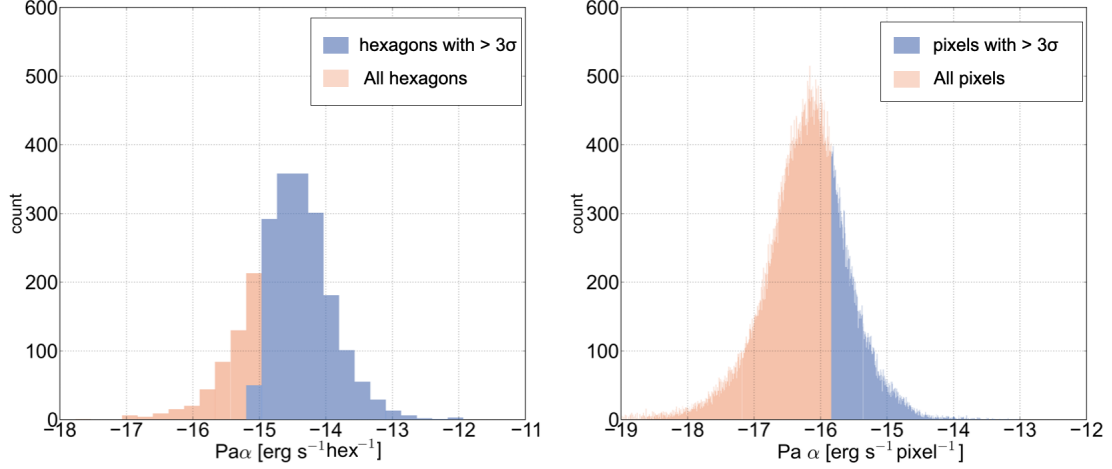 600
500
400
300
200
100
0
count
hexagons with > 3σ
All hexagons
−18 −17 −16 −15 −14 −13 −12 −11
Paα [erg s⁻¹hex⁻¹]
600
500
400
300
200
100
0
count
pixels with > 3σ
All pixels
−19 −18 −17 −16 −15 −14 −13 −12
Pa α [erg s⁻¹pixel⁻¹]